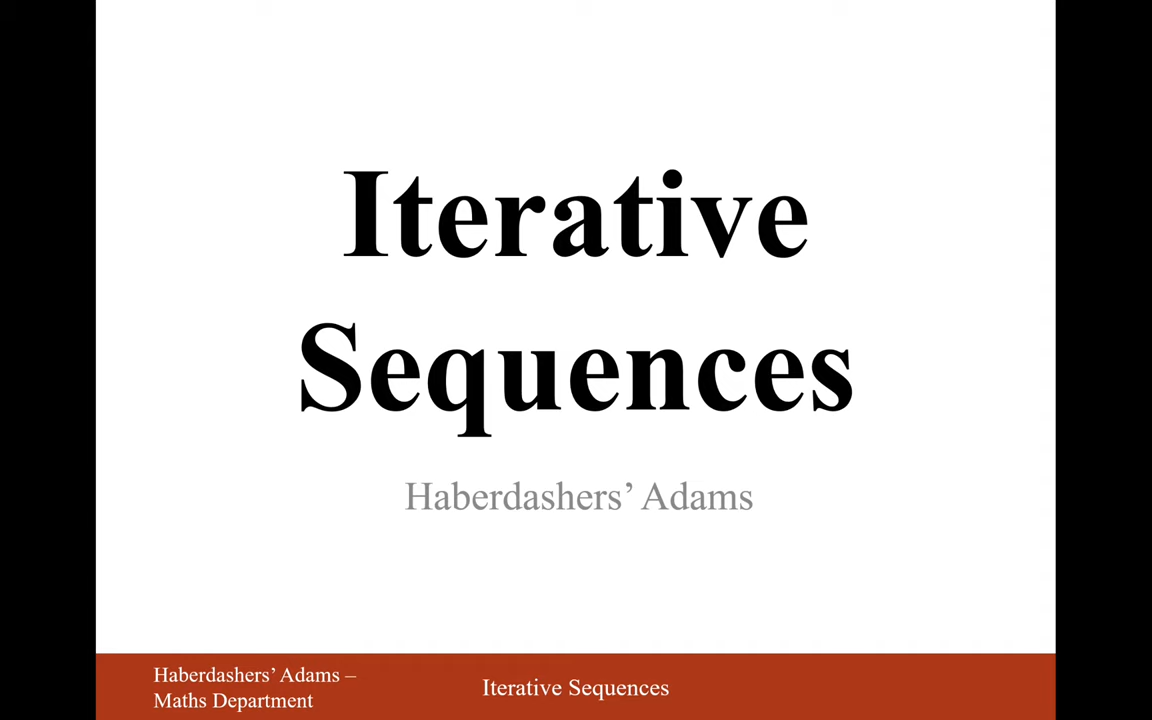 Iterative
Sequences
Haberdashers’ Adams
Haberdashers’ Adams –
Maths Department
Iterative Sequences